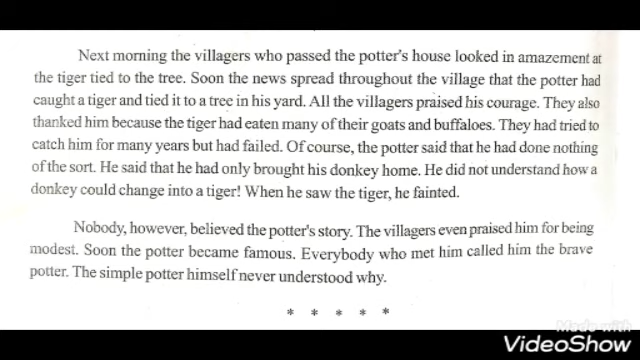 Next morning the villagers who passed the potter's house looked in amazement at
the tiger tied to the tree. Soon the news spread throughout the village that the potter had
caught a tiger and tied it to a tree in his yard. All the villagers praised his courage. They also
thanked him because the tiger had eaten many of their goats and buffaloes. They had tried to
catch him for many years but had failed. Of course, the potter said that he had done nothing
of the sort. He said that he had only brought his donkey home. He did not understand how a
donkey could change into a tiger! When he saw the tiger, he fainted.
Nobody, however, believed the potter's story. The villagers even praised him for being
modest. Soon the potter became famous. Everybody who met him called him the brave
potter. The simple potter himself never understood why.
* * * * *
Made with
VideoShow